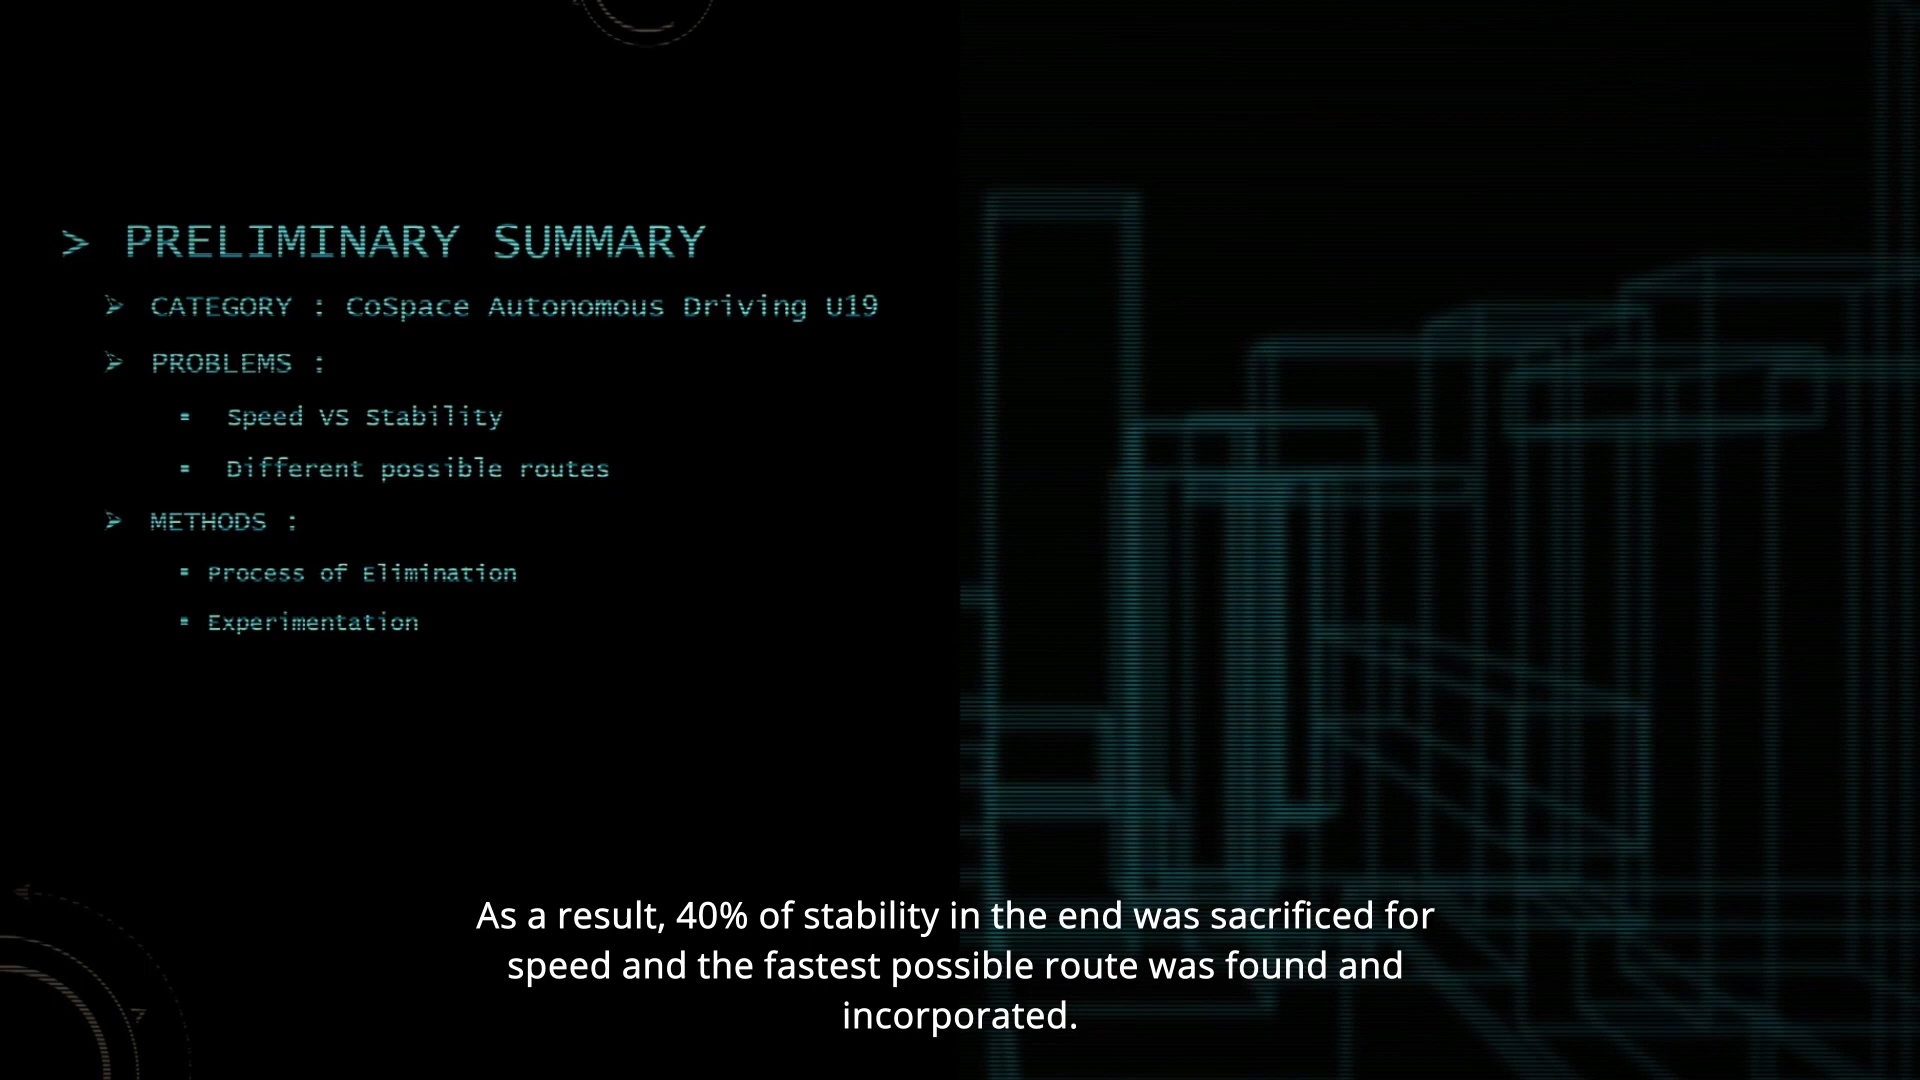 > PRELIMINARY SUMMARY
➢ CATEGORY : CoSpace Autonomous Driving U19
➢ PROBLEMS :
▪ Speed VS Stability
▪ Different possible routes
➢ METHODS :
▪ Process of Elimination
▪ Experimentation
As a result, 40% of stability in the end was sacrificed for
speed and the fastest possible route was found and
incorporated.